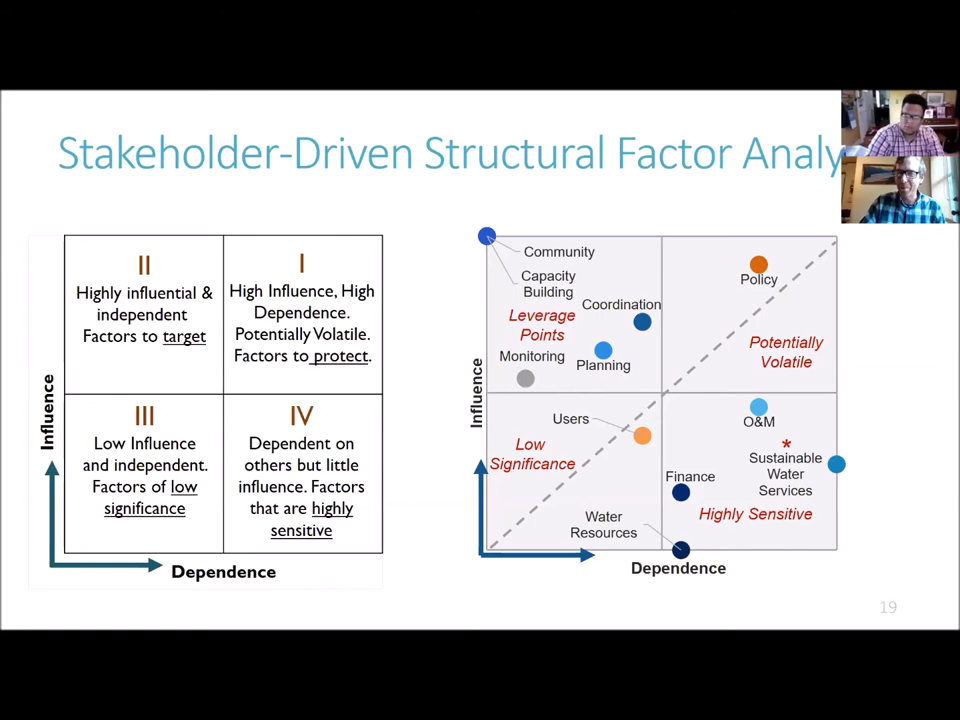 Stakeholder-Driven Structural Factor Analy
II
Highly influential &
independent
Factors to target
I
High Influence, High
Dependence.
Potentially Volatile.
Factors to protect.
III
Low Influence
and independent.
Factors of low
significance
IV
Dependent on
others but little
influence. Factors
that are highly
sensitive
Influence
Dependence
Community
Capacity
Building
Coordination
Leverage
Points
Monitoring
Planning
Policy
Potentially
Volatile
Users
Low
Significance
O&M
*
Sustainable
Water
Services
Finance
Highly Sensitive
Water
Resources
Influence
Dependence
19